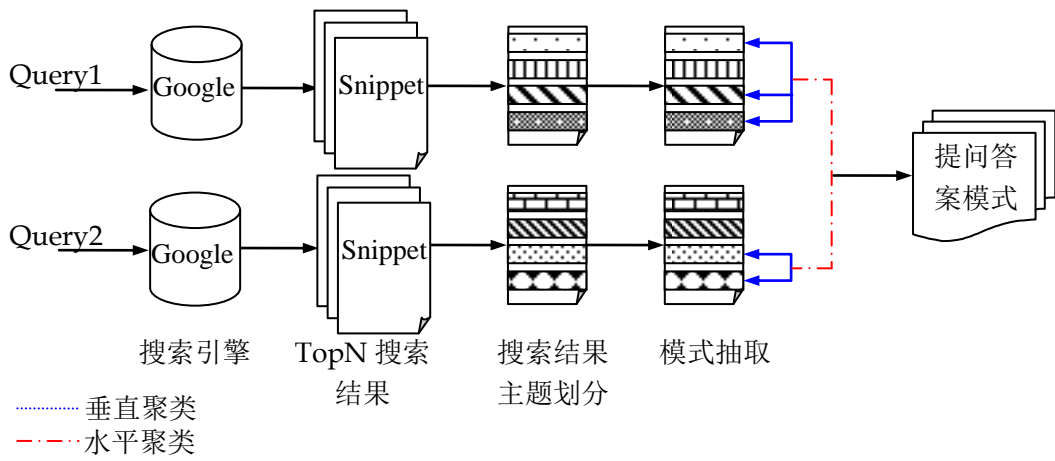 Query1
Google
Snippet
提问答
案模式
Query2
Google
Snippet
搜索引擎
TopN 搜索
结果
搜索结果
主题划分
模式抽取
垂直聚类
水平聚类